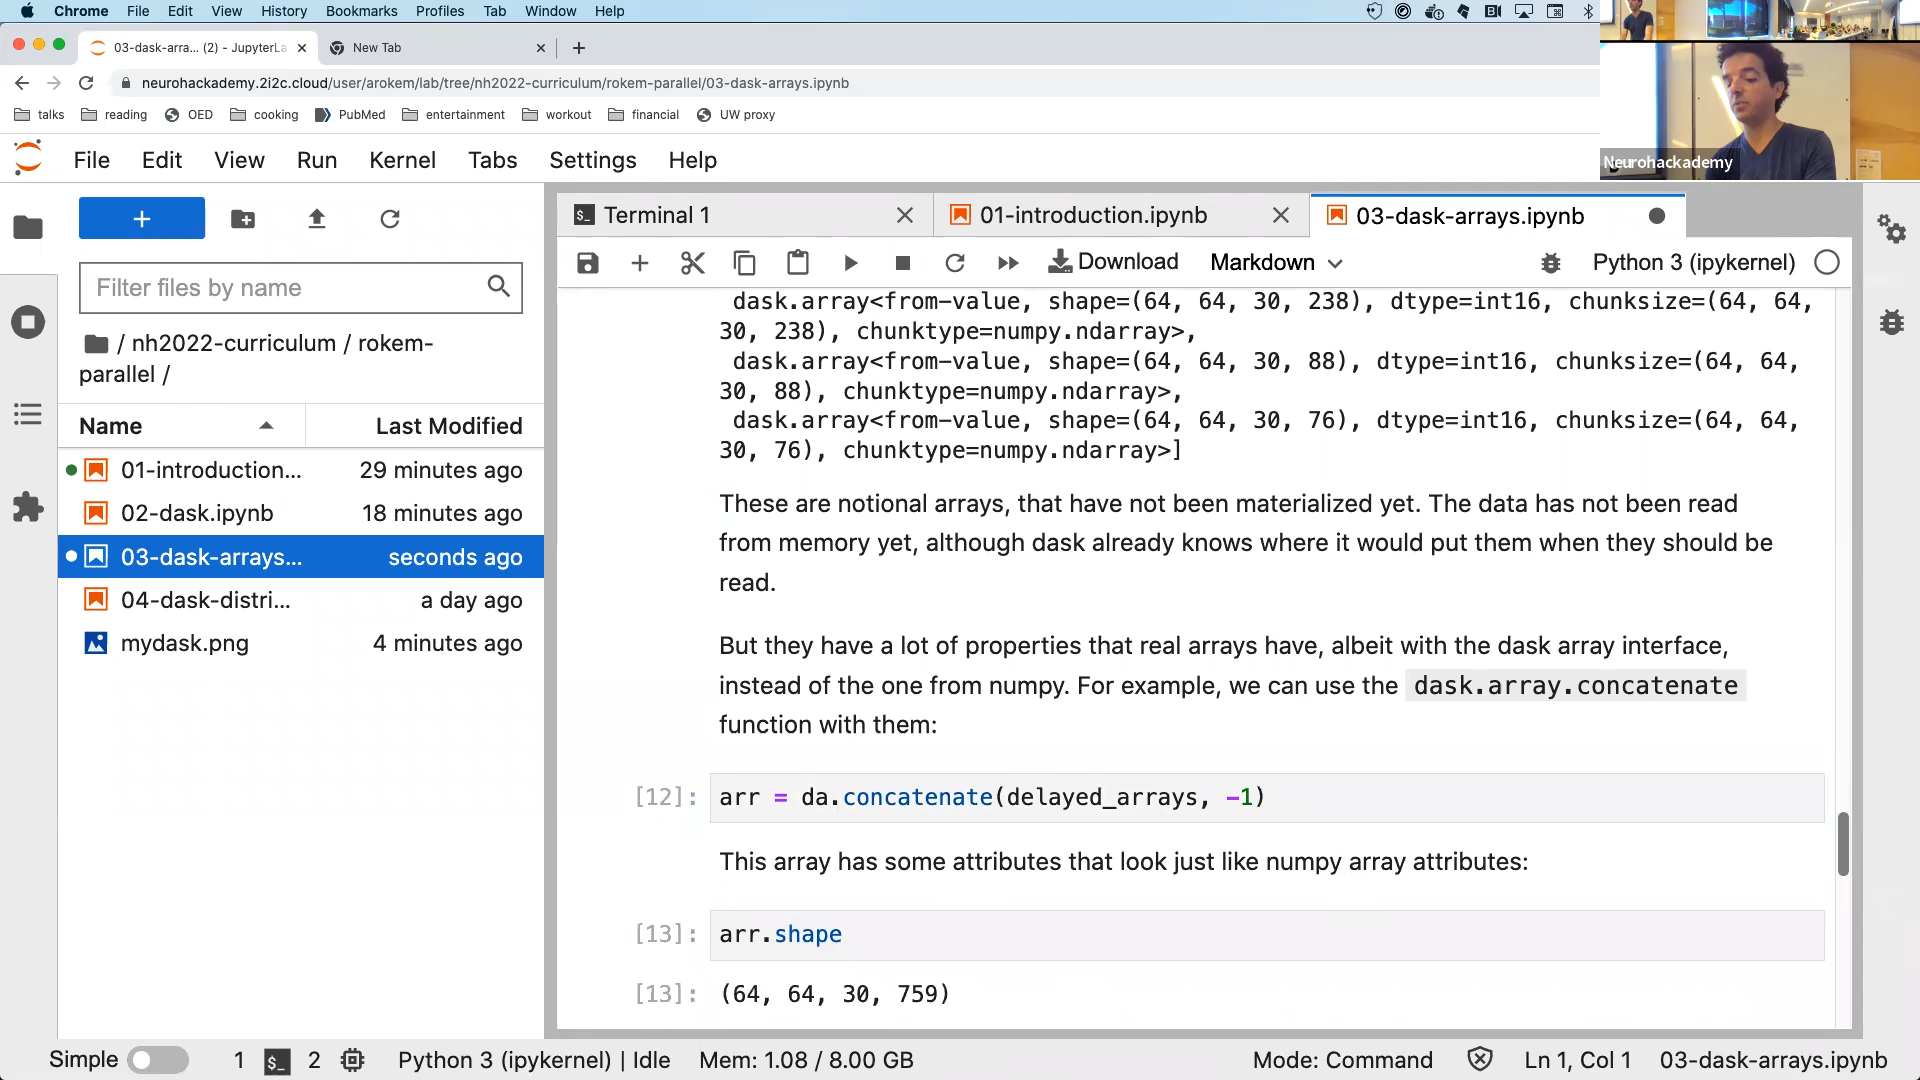 Chrome File Edit View History Bookmarks Profiles Tab Window Help
03-dask-arra... (2) - JupyterLa
New Tab
neurohackademy.2i2c.cloud/user/arokem/lab/tree/nh2022-curriculum/rokem-parallel/03-dask-arrays.ipynb
talks reading OED cooking PubMed entertainment workout financial UW proxy
Neurohackademy
File Edit View Run Kernel Tabs Settings Help
Terminal 1
01-introduction.ipynb
03-dask-arrays.ipynb
Download
Markdown
Python 3 (ipykernel)
Filter files by name
/ nh2022-curriculum / rokem-
parallel /
Name Last Modified
01-introduction... 29 minutes ago
02-dask.ipynb 18 minutes ago
03-dask-arrays... seconds ago
04-dask-distri... a day ago
mydask.png 4 minutes ago
dask.array<from-value, shape=(64, 64, 30, 238), dtype=int16, chunksize=(64, 64,
30, 238), chunktype=numpy.ndarray>,
dask.array<from-value, shape=(64, 64, 30, 88), dtype=int16, chunksize=(64, 64,
30, 88), chunktype=numpy.ndarray>,
dask.array<from-value, shape=(64, 64, 30, 76), dtype=int16, chunksize=(64, 64,
30, 76), chunktype=numpy.ndarray>]
These are notional arrays, that have not been materialized yet. The data has not been read
from memory yet, although dask already knows where it would put them when they should be
read.
But they have a lot of properties that real arrays have, albeit with the dask array interface,
instead of the one from numpy. For example, we can use the dask.array.concatenate
function with them:
[12]: arr = da.concatenate(delayed_arrays, -1)
This array has some attributes that look just like numpy array attributes:
[13]: arr.shape
[13]: (64, 64, 30, 759)
Simple 1 2 Python 3 (ipykernel) | Idle Mem: 1.08 / 8.00 GB Mode: Command Ln 1, Col 1 03-dask-arrays.ipynb